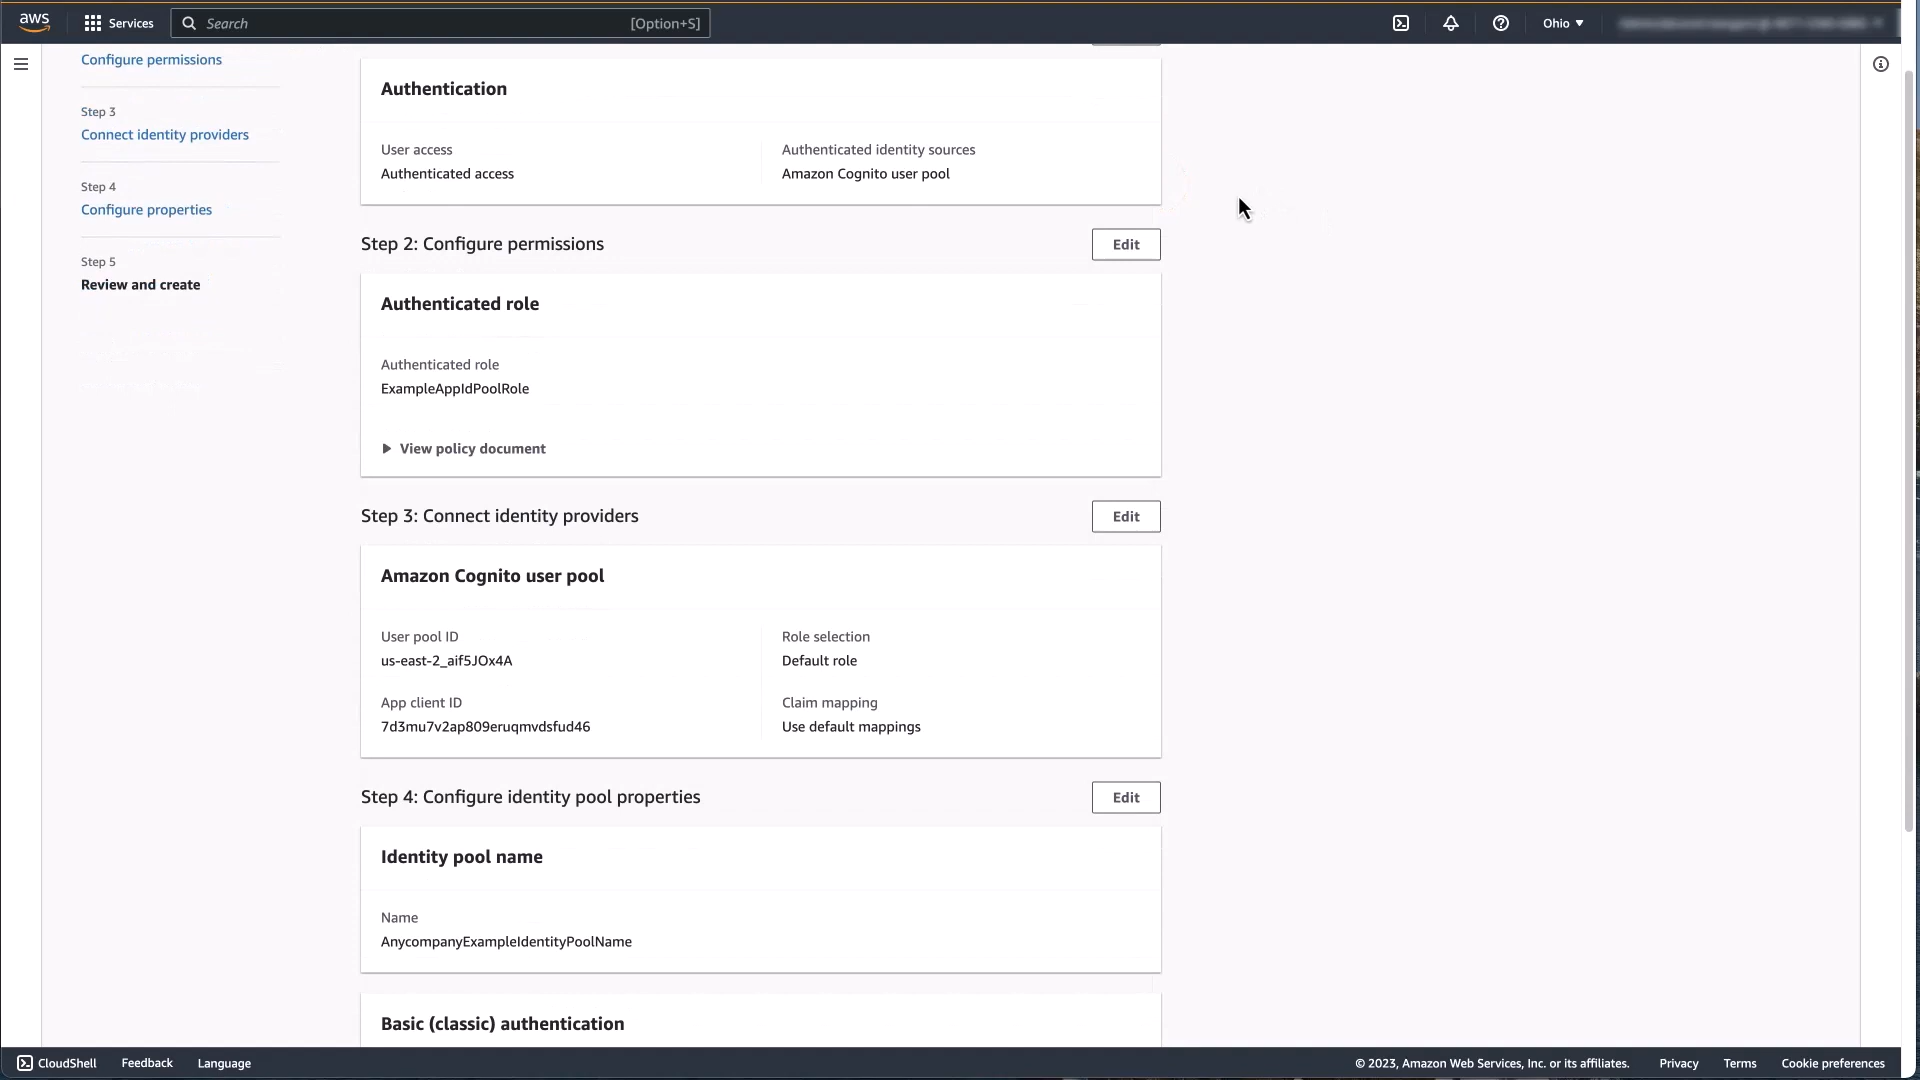 aws
Services
Search
[Option+S]
Ohio
Configure permissions
Step 3
Connect identity providers
Step 4
Configure properties
Step 5
Review and create
Authentication
User access
Authenticated access
Authenticated identity sources
Amazon Cognito user pool
Step 2: Configure permissions
Edit
Authenticated role
Authenticated role
ExampleAppIdPoolRole
View policy document
Step 3: Connect identity providers
Edit
Amazon Cognito user pool
User pool ID
us-east-2_aif5JOx4A
Role selection
Default role
App client ID
7d3mu7v2ap809eruqmvdsfud46
Claim mapping
Use default mappings
Step 4: Configure identity pool properties
Edit
Identity pool name
Name
AnycompanyExampleIdentityPoolName
Basic (classic) authentication
CloudShell
Feedback
Language
© 2023, Amazon Web Services, Inc. or its affiliates.
Privacy
Terms
Cookie preferences